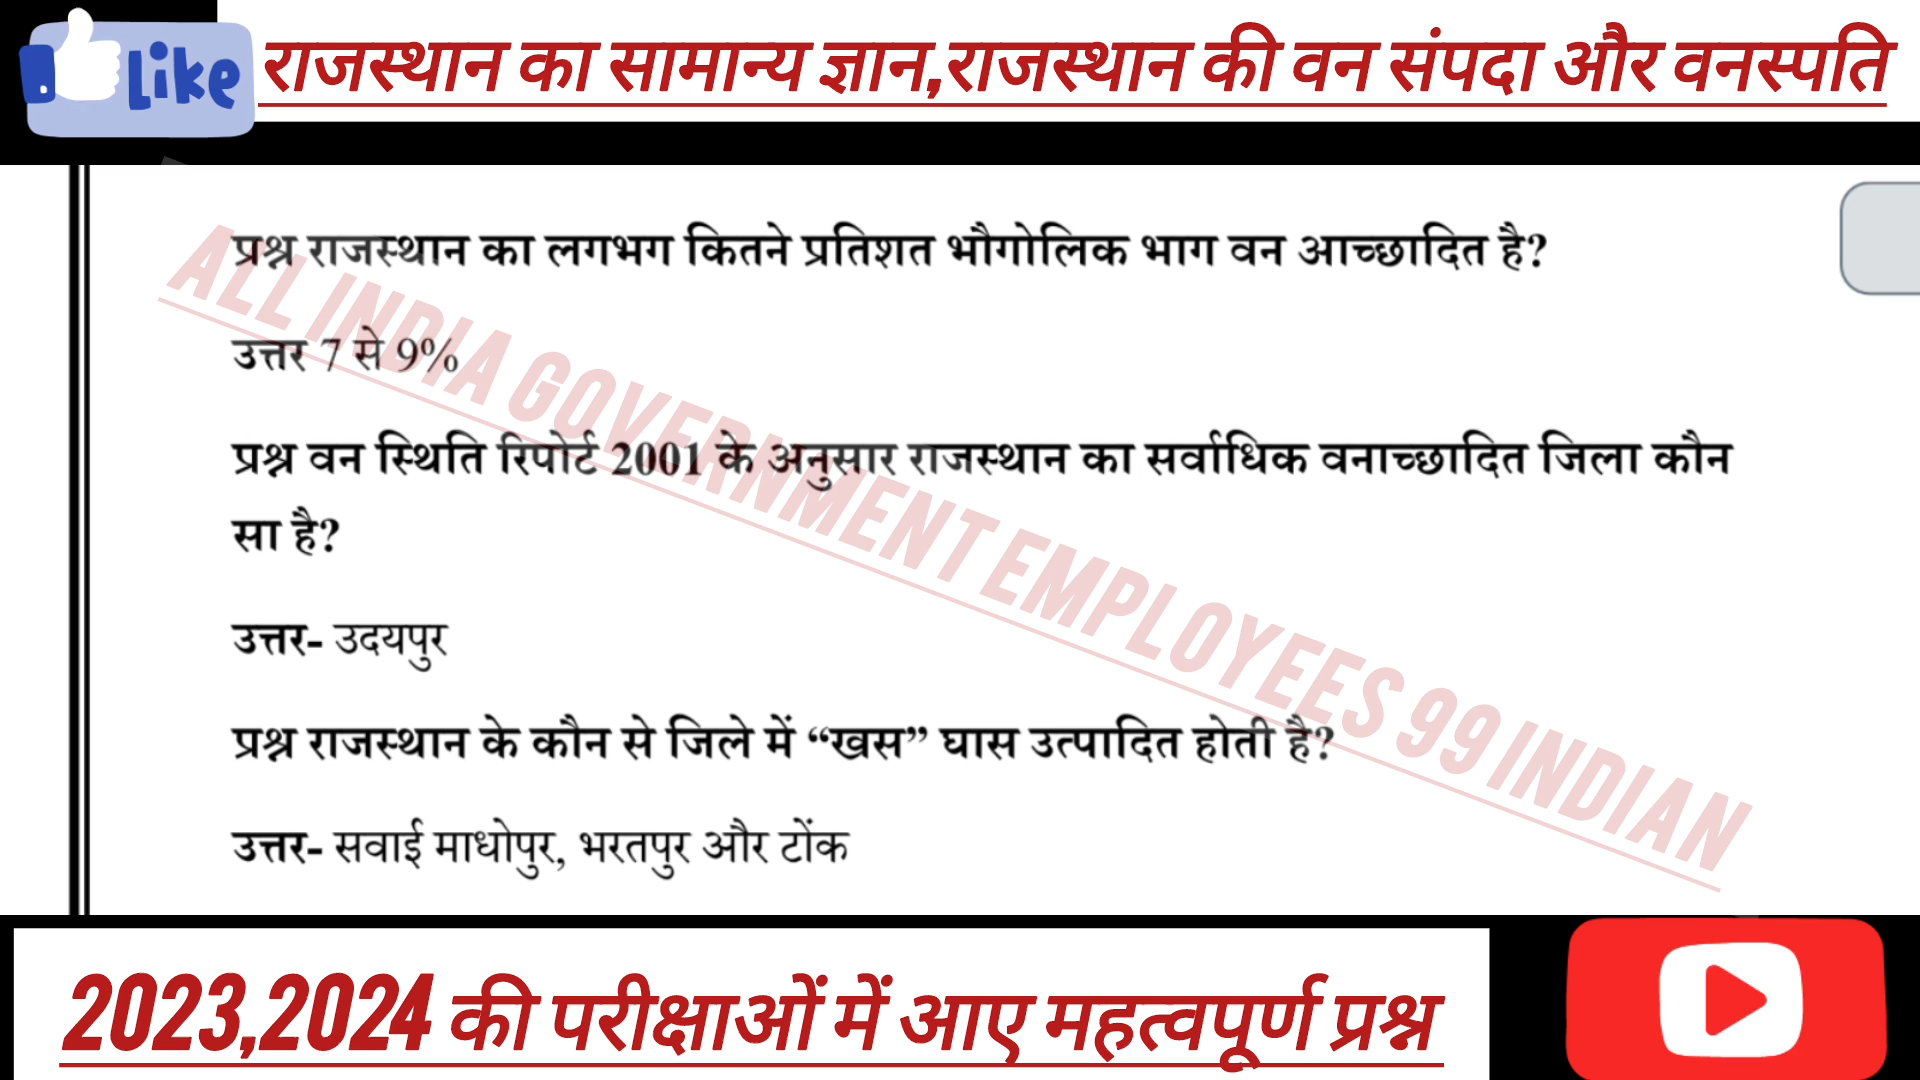 Like
राजस्थान का सामान्य ज्ञान,राजस्थान की वन संपदा और वनस्पति
प्रश्न राजस्थान का लगभग कितने प्रतिशत भौगोलिक भाग वन आच्छादित है?
उत्तर 7 से 9%
प्रश्न वन स्थिति रिपोर्ट 2001 के अनुसार राजस्थान का सर्वाधिक वनाच्छादित जिला कौन
सा है?
उत्तर- उदयपुर
प्रश्न राजस्थान के कौन से जिले में “खस” घास उत्पादित होती है?
उत्तर- सवाई माधोपुर, भरतपुर और टोंक
ALL INDIA GOVERNMENT EMPLOYEES 99 INDIAN
2023,2024 की परीक्षाओं में आए महत्वपूर्ण प्रश्न